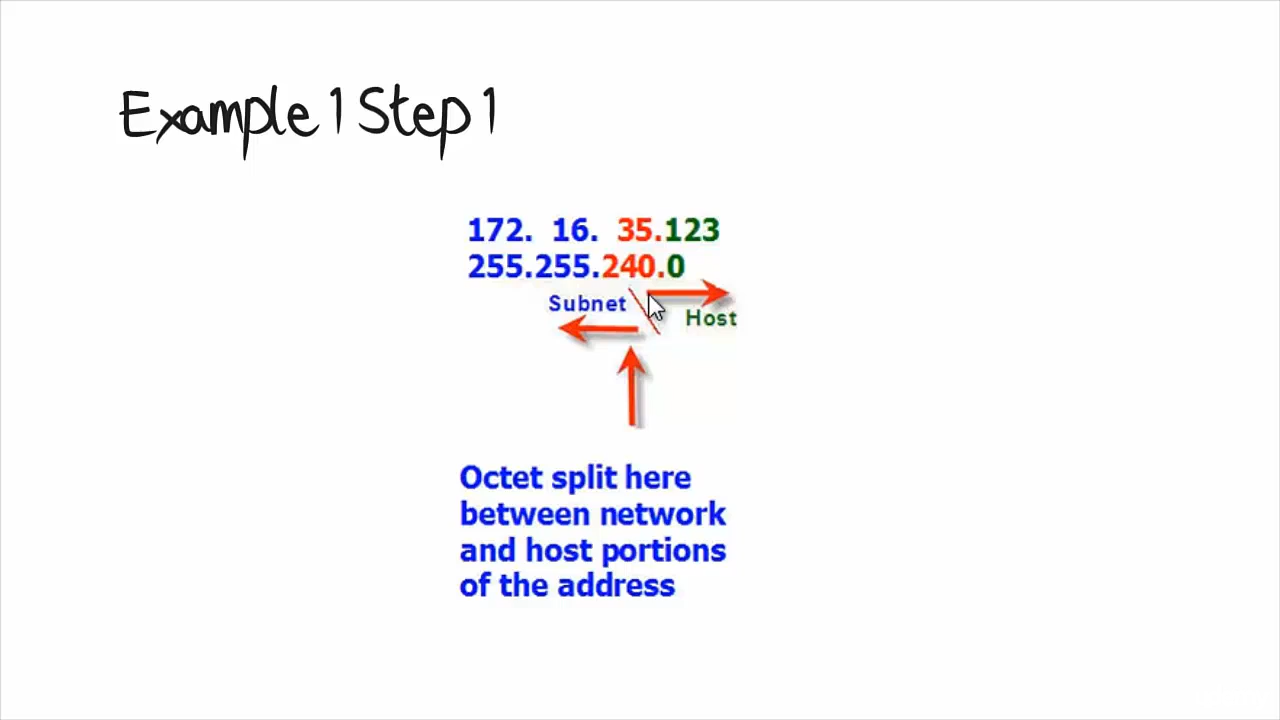 Example 1 Step 1
172. 16. 35.123
255.255.240.0
Subnet
Host
Octet split here
between network
and host portions
of the address